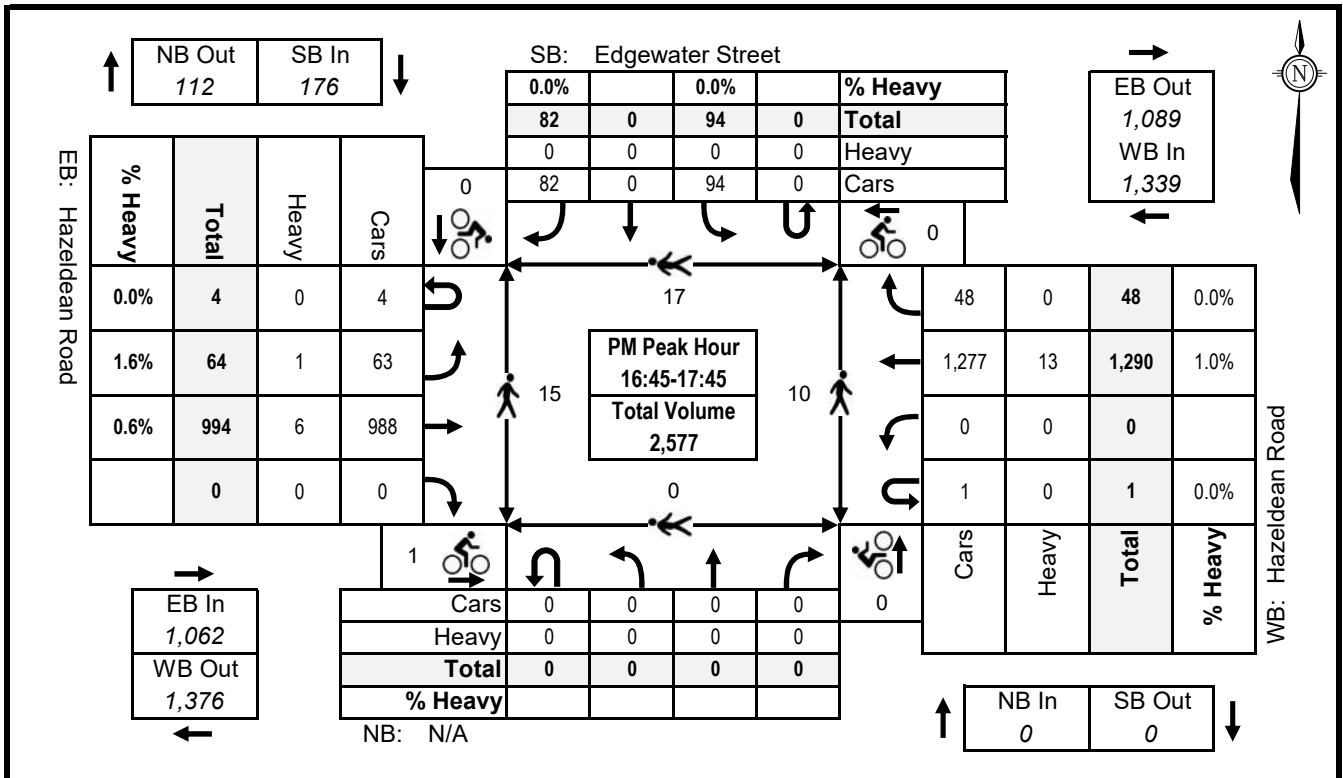 SB: Edgewater Street
NB Out SB In
112 176
0.0% 0.0% % Heavy
82 0 94 0 Total
0 0 0 0 Heavy
82 0 94 0 Cars
EB Out
1,089
WB In
1,339
N
EB: Hazeldean Road
% Heavy Total Heavy Cars
0.0% 4 0 4
1.6% 64 1 63
0.6% 994 6 988
0 0 0
0
0
17
15
10
0
PM Peak Hour
16:45-17:45
Total Volume
2,577
48 0 48 0.0%
1,277 13 1,290 1.0%
0 0 0
1 0 1 0.0%
Cars Heavy Total % Heavy
WB: Hazeldean Road
1
0
EB In
1,062
WB Out
1,376
Cars 0 0 0 0
Heavy 0 0 0 0
Total 0 0 0 0
% Heavy
NB: N/A
NB In SB Out
0 0